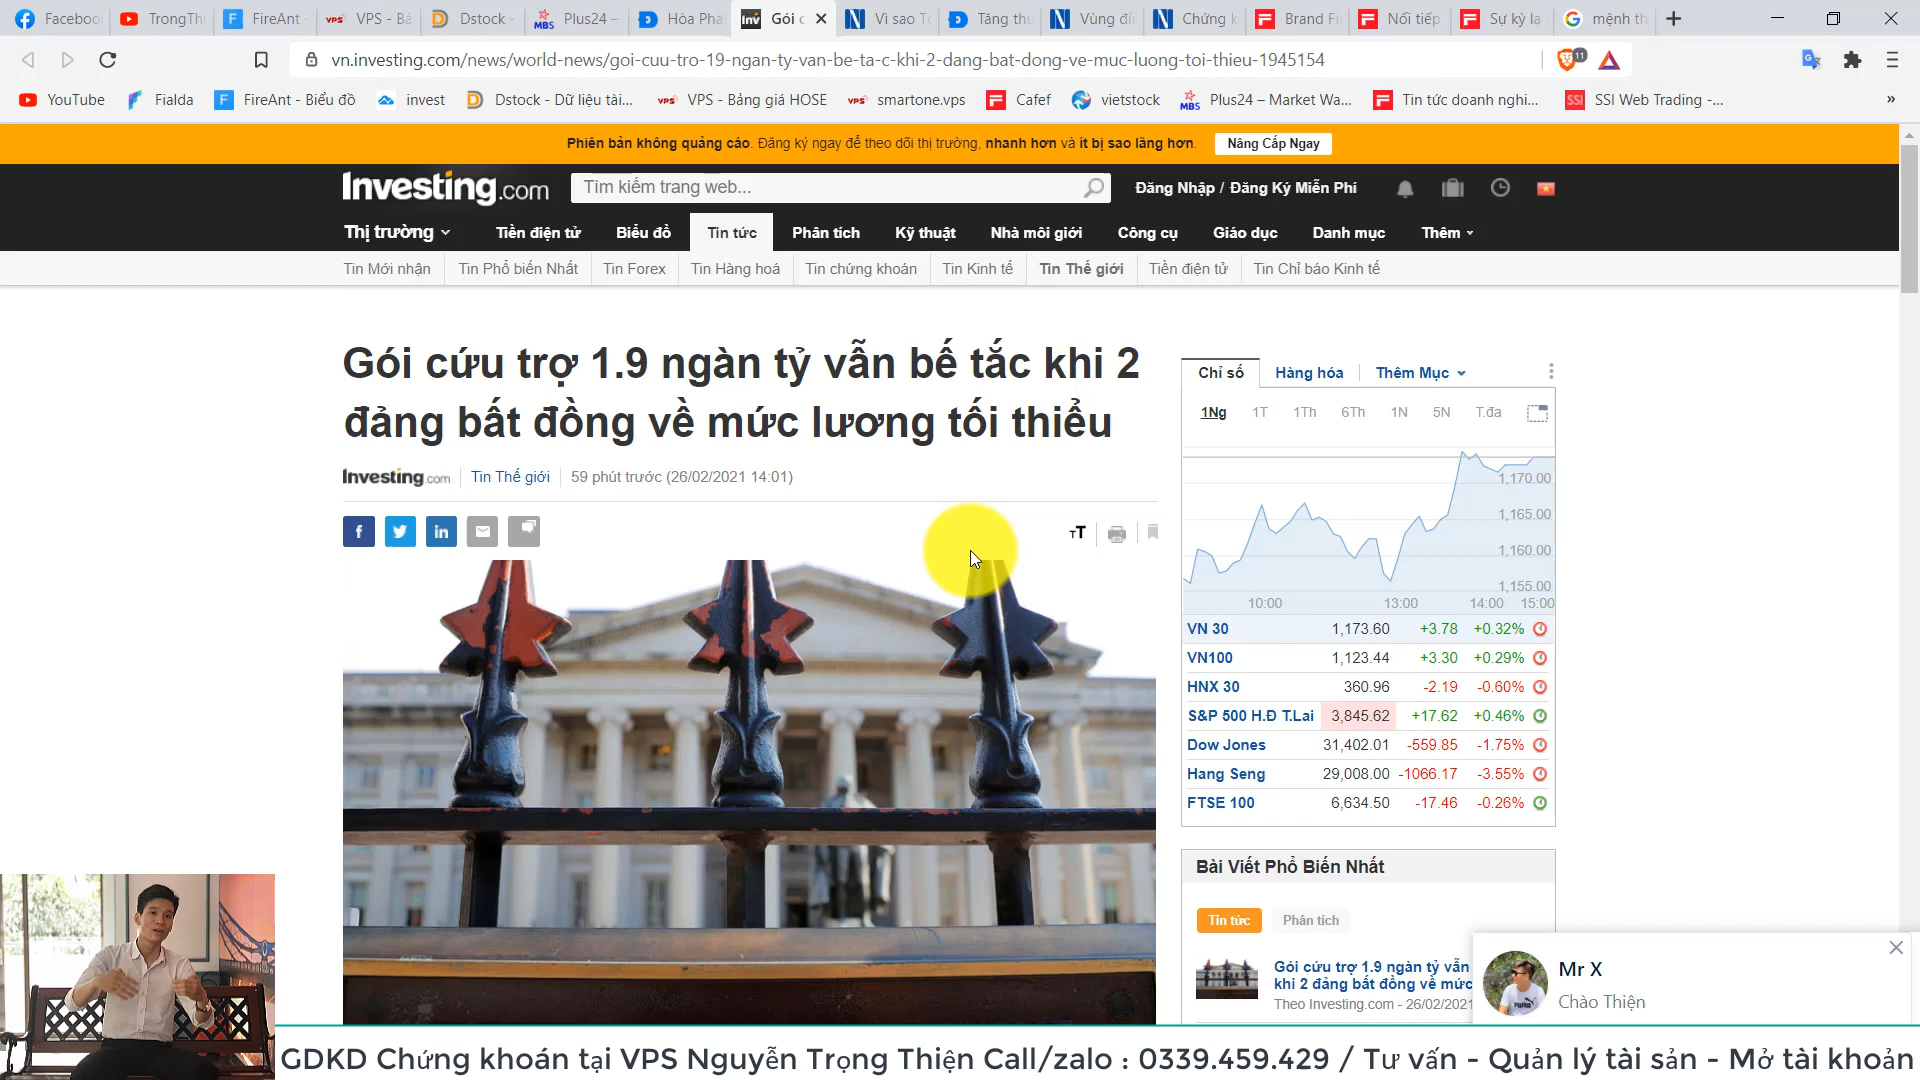 Facebook
TrongThi
FireAnt -
VPS - Bả
Dstock -
Plus24 –
Hòa Phá
Gói c
Vì sao T
Tăng thu
Vùng đỉ
Chứng k
Brand Fi
Nối tiếp
Sự kỳ lạ
mệnh th
vn.investing.com/news/world-news/goi-cuu-tro-19-ngan-ty-van-be-ta-c-khi-2-dang-bat-dong-ve-muc-luong-toi-thieu-1945154
11
YouTube
Fialda
FireAnt - Biểu đồ
invest
Dstock - Dữ liệu tài...
VPS - Bảng giá HOSE
smartone.vps
Cafef
vietstock
Plus24 – Market Wa...
Tin tức doanh nghi...
SSI Web Trading -...
Phiên bản không quảng cáo. Đăng ký ngay để theo dõi thị trường, nhanh hơn và ít bị sao lãng hơn.
Nâng Cấp Ngay
Investing.com
Tìm kiếm trang web...
Đăng Nhập / Đăng Ký Miễn Phí
Thị trường
Tiền điện tử
Biểu đồ
Tin tức
Phân tích
Kỹ thuật
Nhà môi giới
Công cụ
Giáo dục
Danh mục
Thêm
Tin Mới nhận
Tin Phổ biến Nhất
Tin Forex
Tin Hàng hoá
Tin chứng khoán
Tin Kinh tế
Tin Thế giới
Tiền điện tử
Tin Chỉ báo Kinh tế
Gói cứu trợ 1.9 ngàn tỷ vẫn bế tắc khi 2
đảng bất đồng về mức lương tối thiểu
Investing.com
Tin Thế giới
59 phút trước (26/02/2021 14:01)
TT
Chỉ số
Hàng hóa
Thêm Mục
1Ng
1T
1Th
6Th
1N
5N
T.đa
1,170.00
1,165.00
1,160.00
1,155.00
10:00
13:00
14:00
15:00
VN 30 1,173.60 +3.78 +0.32%
VN100 1,123.44 +3.30 +0.29%
HNX 30 360.96 -2.19 -0.60%
S&P 500 H.Đ T.Lai 3,845.62 +17.62 +0.46%
Dow Jones 31,402.01 -559.85 -1.75%
Hang Seng 29,008.00 -1066.17 -3.55%
FTSE 100 6,634.50 -17.46 -0.26%
Bài Viết Phổ Biến Nhất
Tin tức
Phân tích
Gói cứu trợ 1.9 ngàn tỷ vẫn
khi 2 đảng bất đồng về mức
Theo Investing.com - 26/02/2021
Mr X
Chào Thiện
GDKD Chứng khoán tại VPS Nguyễn Trọng Thiện Call/zalo : 0339.459.429 / Tư vấn - Quản lý tài sản - Mở tài khoản